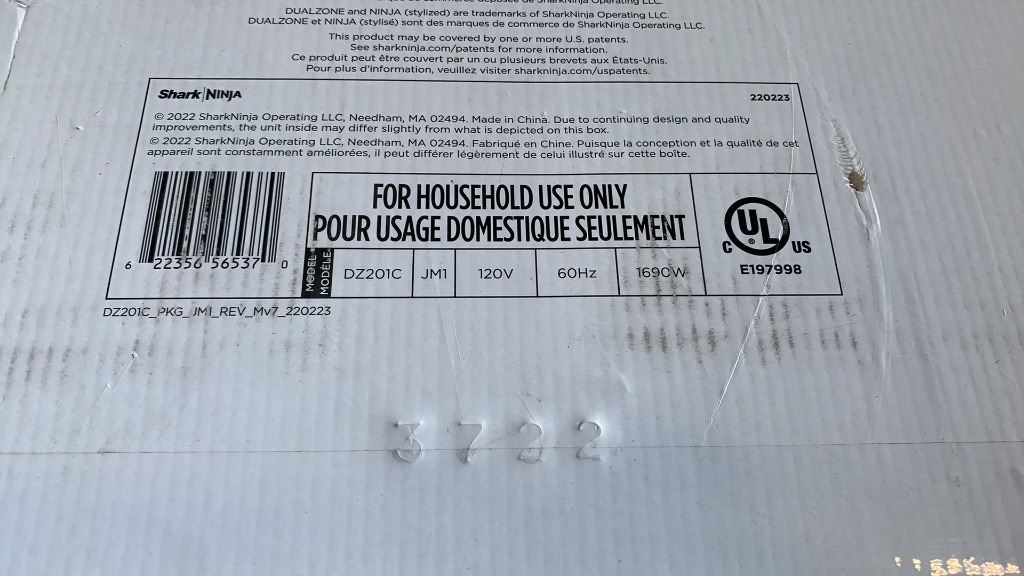 DUALZONE and NINJA (stylized) are trademarks of SharkNinja Operating LLC.
DUALZONE et NINJA (stylisé) sont des marques de commerce de SharkNinja Operating LLC.
This product may be covered by one or more U.S. patents.
See sharkninja.com/patents for more information.
Ce produit peut être couvert par un ou plusieurs brevets aux États-Unis.
Pour plus d'information, veuillez visiter sharkninja.com/uspatents.
Shark | NINJA
220223
© 2022 SharkNinja Operating LLC, Needham, MA 02494. Made in China. Due to continuing design and quality
improvements, the unit inside may differ slightly from what is depicted on this box.
© 2022 SharkNinja Operating LLC, Needham, MA 02494. Fabriqué en Chine. Puisque la conception et la qualité de cet
appareil sont constamment améliorées, il peut différer légèrement de celui illustré sur cette boîte.
FOR HOUSEHOLD USE ONLY
POUR USAGE DOMESTIQUE SEULEMENT
MODEL
MODÈLE
DZ201C
JM1
120V
60Hz
1690W
C UL US
E197998
6 22356 56537 0
DZ201C_PKG_JM1_REV_Mv7_220223
3722